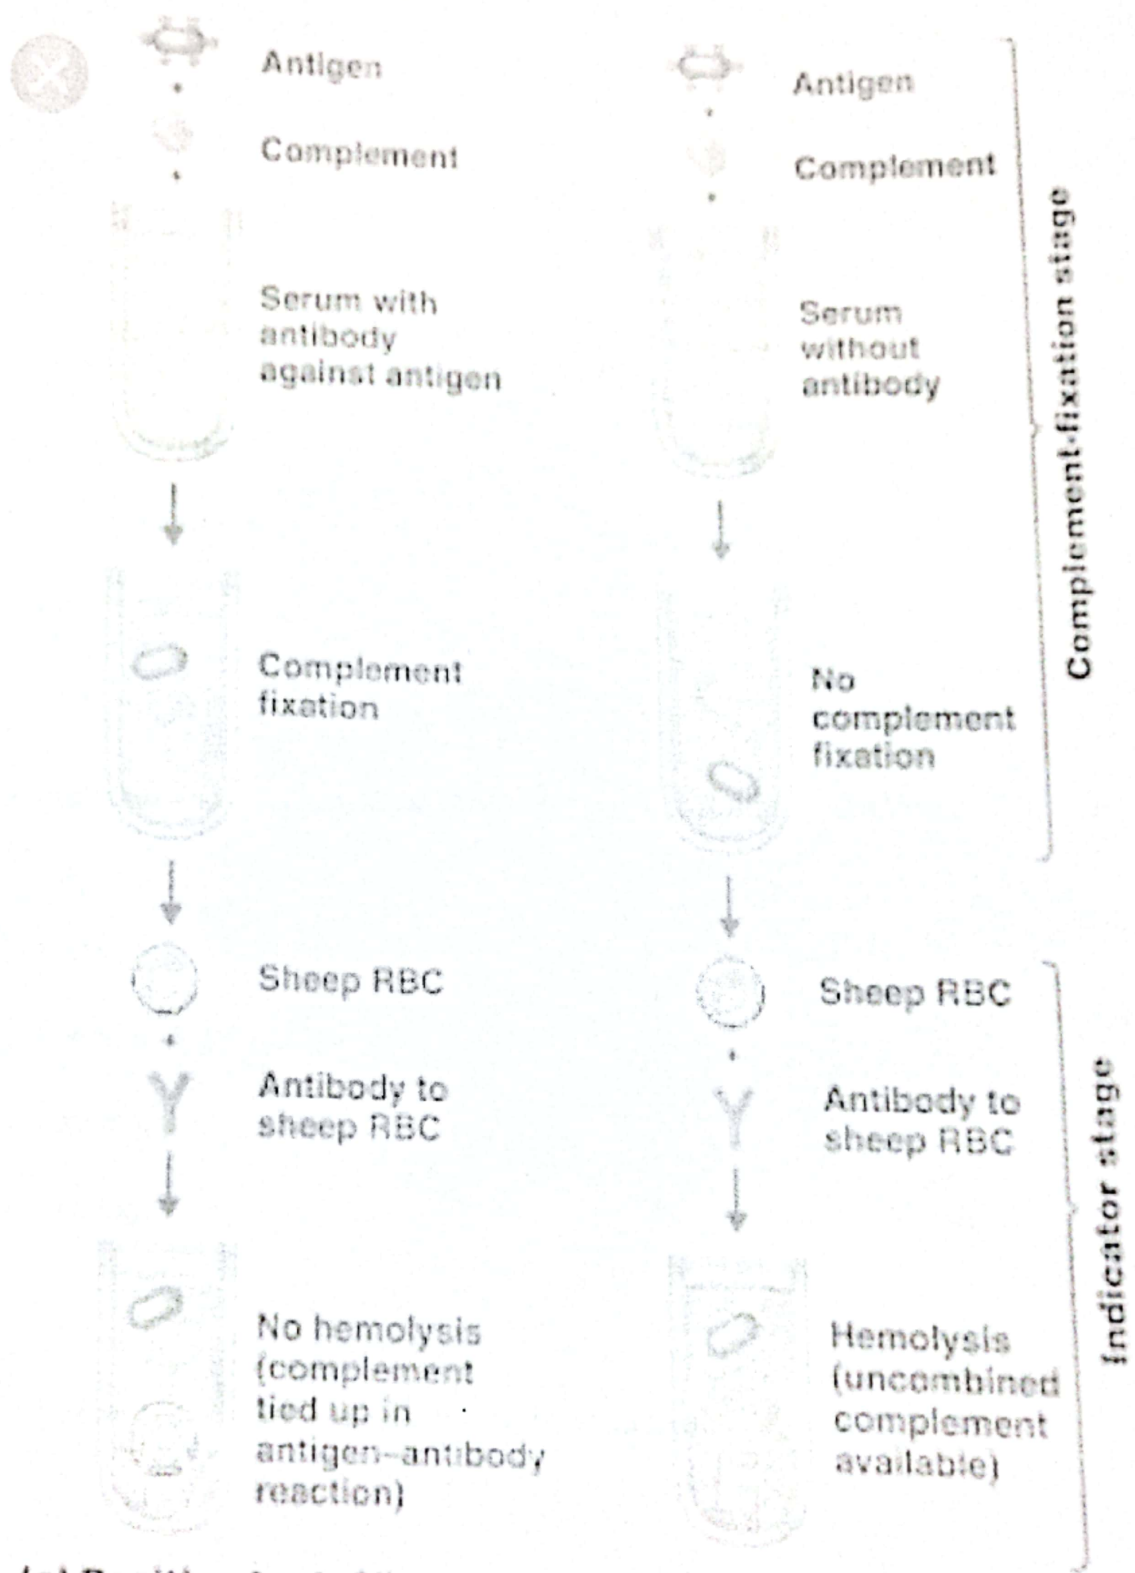 Antigen
Complement
Serum with
antibody
against antigen
Complement
fixation
Sheep RBC
Antibody to
sheep RBC
No hemolysis
(complement
tied up in
antigen–antibody
reaction)
Antigen
Complement
Serum
without
antibody
No
complement
fixation
Sheep RBC
Antibody to
sheep RBC
Hemolysis
(uncombined
complement
available)
Complement-fixation stage
Indicator stage